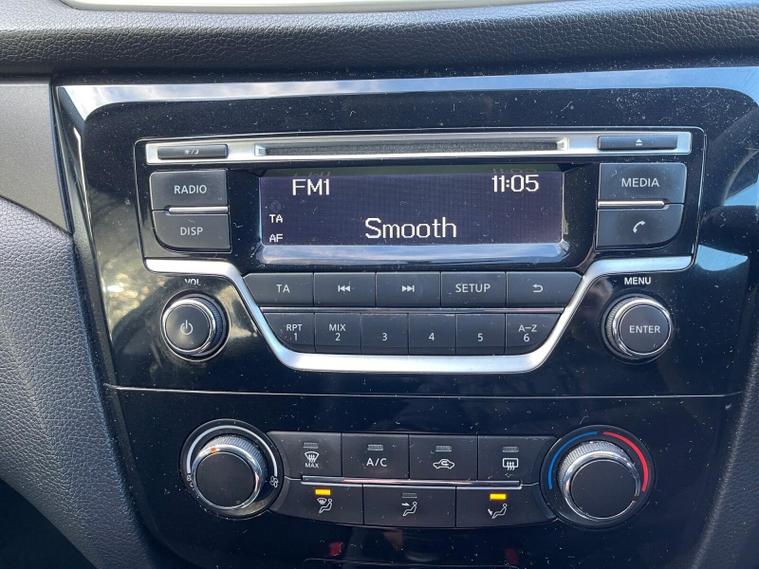 RADIO
FM1 11:05
MEDIA
TA
DISP
Smooth
AF
VOL
TA
SETUP
MENU
RPT
1
MIX
2
3
4
5
A–Z
6
ENTER
MAX
A/C